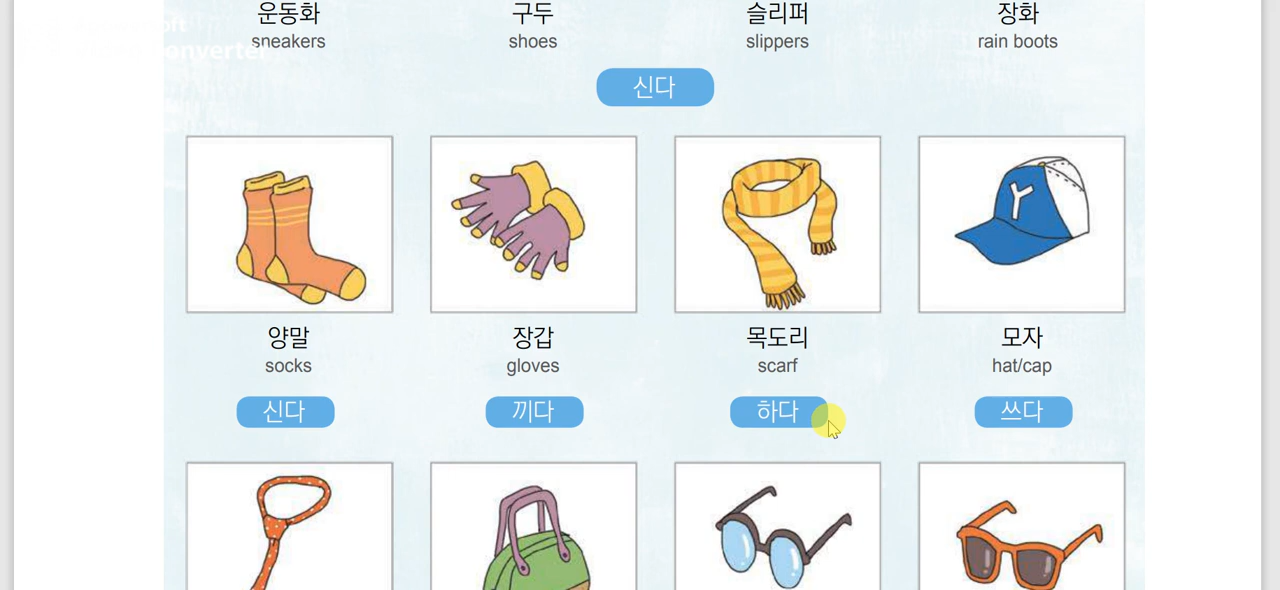 운동화 구두 슬리퍼 장화
sneakers shoes slippers rain boots
신다
Y
양말 장갑 목도리 모자
socks gloves scarf hat/cap
신다 끼다 하다 쓰다